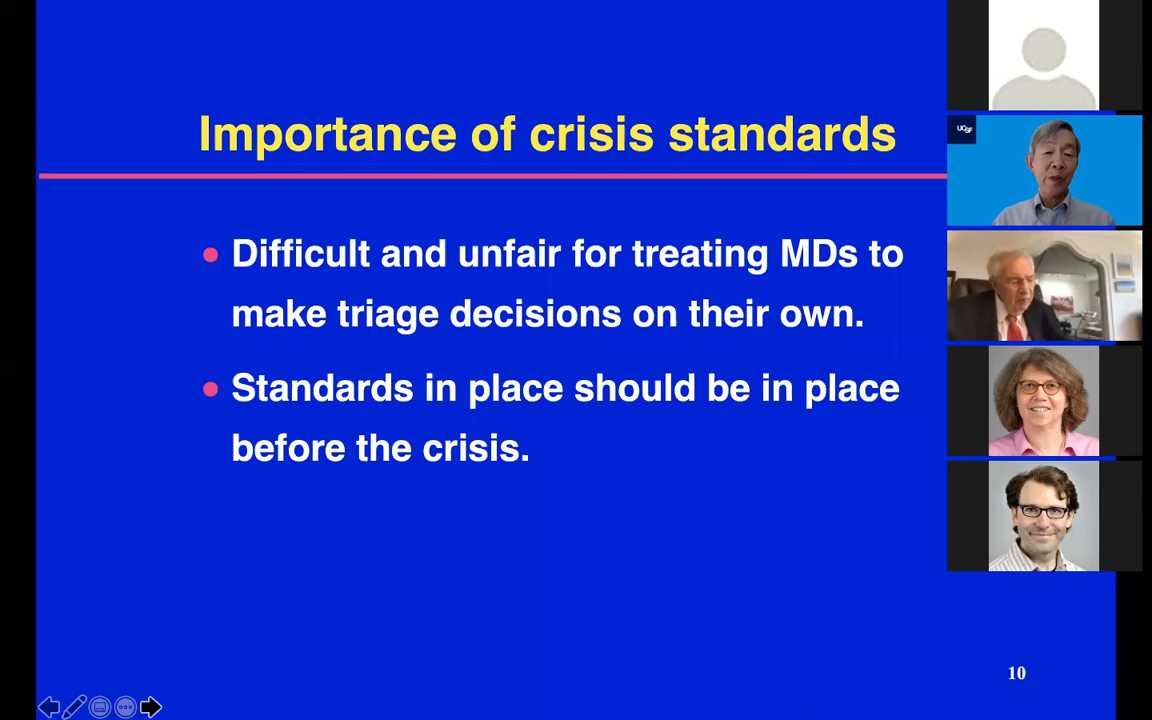 Importance of crisis standards
Difficult and unfair for treating MDs to
make triage decisions on their own.
Standards in place should be in place
before the crisis.
UCSF
10